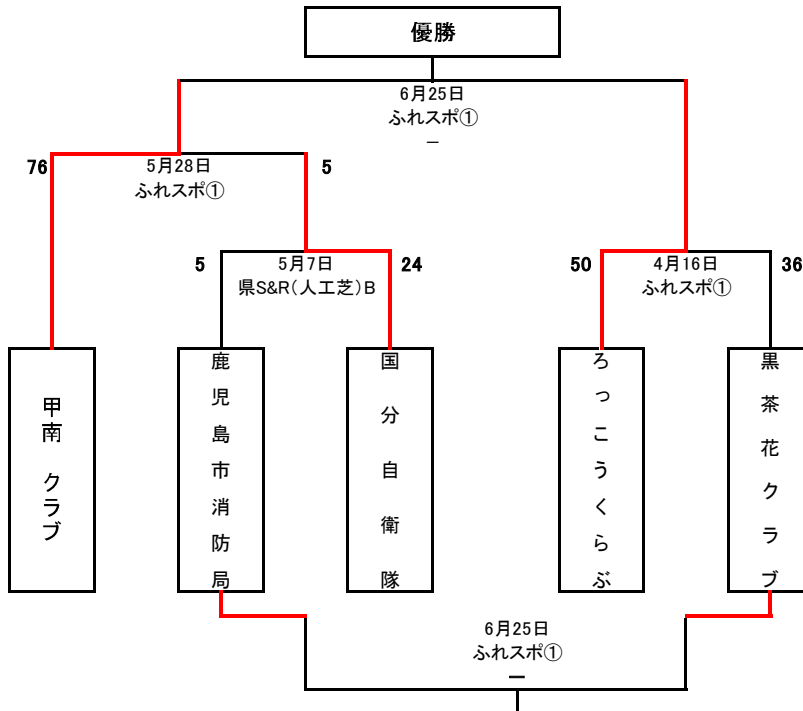 優勝
6月25日
ふれスポ①
－
76
5月28日
ふれスポ①
5
5
5月7日
県S&R(人工芝)B
24
50
4月16日
ふれスポ①
36
甲南 クラブ
鹿児島市消防局
国分自衛隊
ろっこうくらぶ
黒茶花クラブ
6月25日
ふれスポ①
－